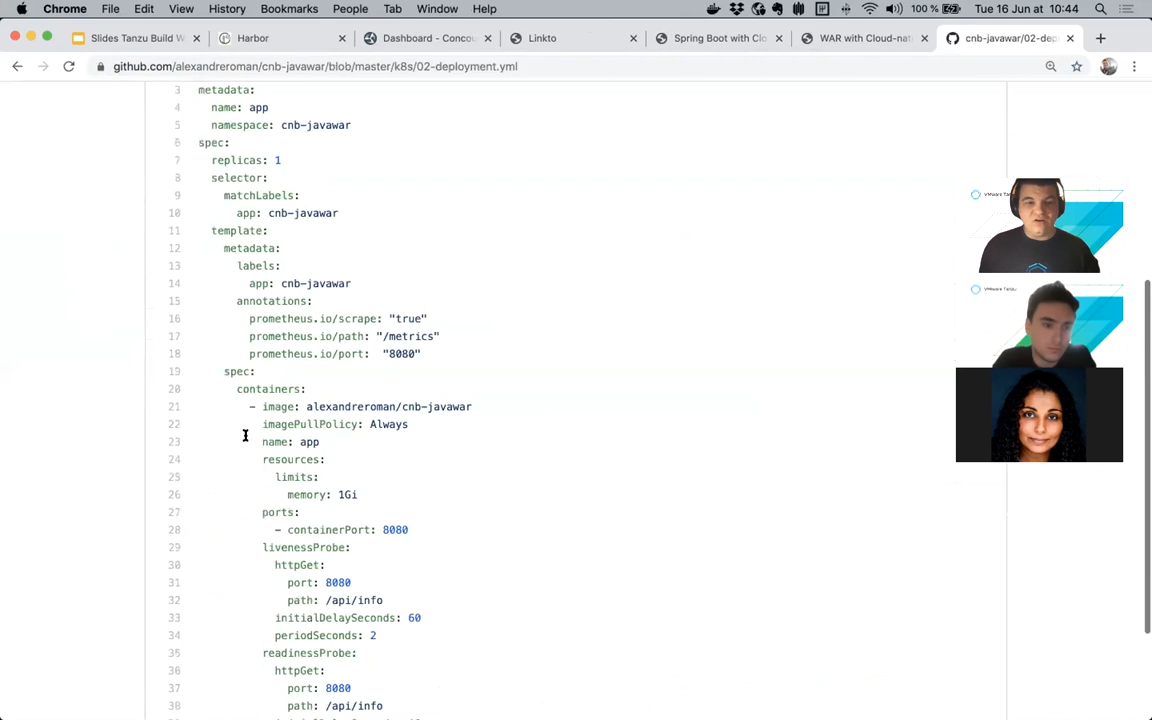 Chrome File Edit View History Bookmarks People Tab Window Help 100 % Tue 16 Jun at 10:44
Slides Tanzu Build W × Harbor × Dashboard - Concou × Linkto × Spring Boot with Clo × WAR with Cloud-nat × cnb-javawar/02-dep × +
github.com/alexandreroman/cnb-javawar/blob/master/k8s/02-deployment.yml
3 metadata:
4 name: app
5 namespace: cnb-javawar
6 spec:
7 replicas: 1
8 selector:
9 matchLabels:
10 app: cnb-javawar
11 template:
12 metadata:
13 labels:
14 app: cnb-javawar
15 annotations:
16 prometheus.io/scrape: "true"
17 prometheus.io/path: "/metrics"
18 prometheus.io/port: "8080"
19 spec:
20 containers:
21 - image: alexandreroman/cnb-javawar
22 imagePullPolicy: Always
23 name: app
24 resources:
25 limits:
26 memory: 1Gi
27 ports:
28 - containerPort: 8080
29 livenessProbe:
30 httpGet:
31 port: 8080
32 path: /api/info
33 initialDelaySeconds: 60
34 periodSeconds: 2
35 readinessProbe:
36 httpGet:
37 port: 8080
38 path: /api/info
VMware Tan
VMware Tanzu